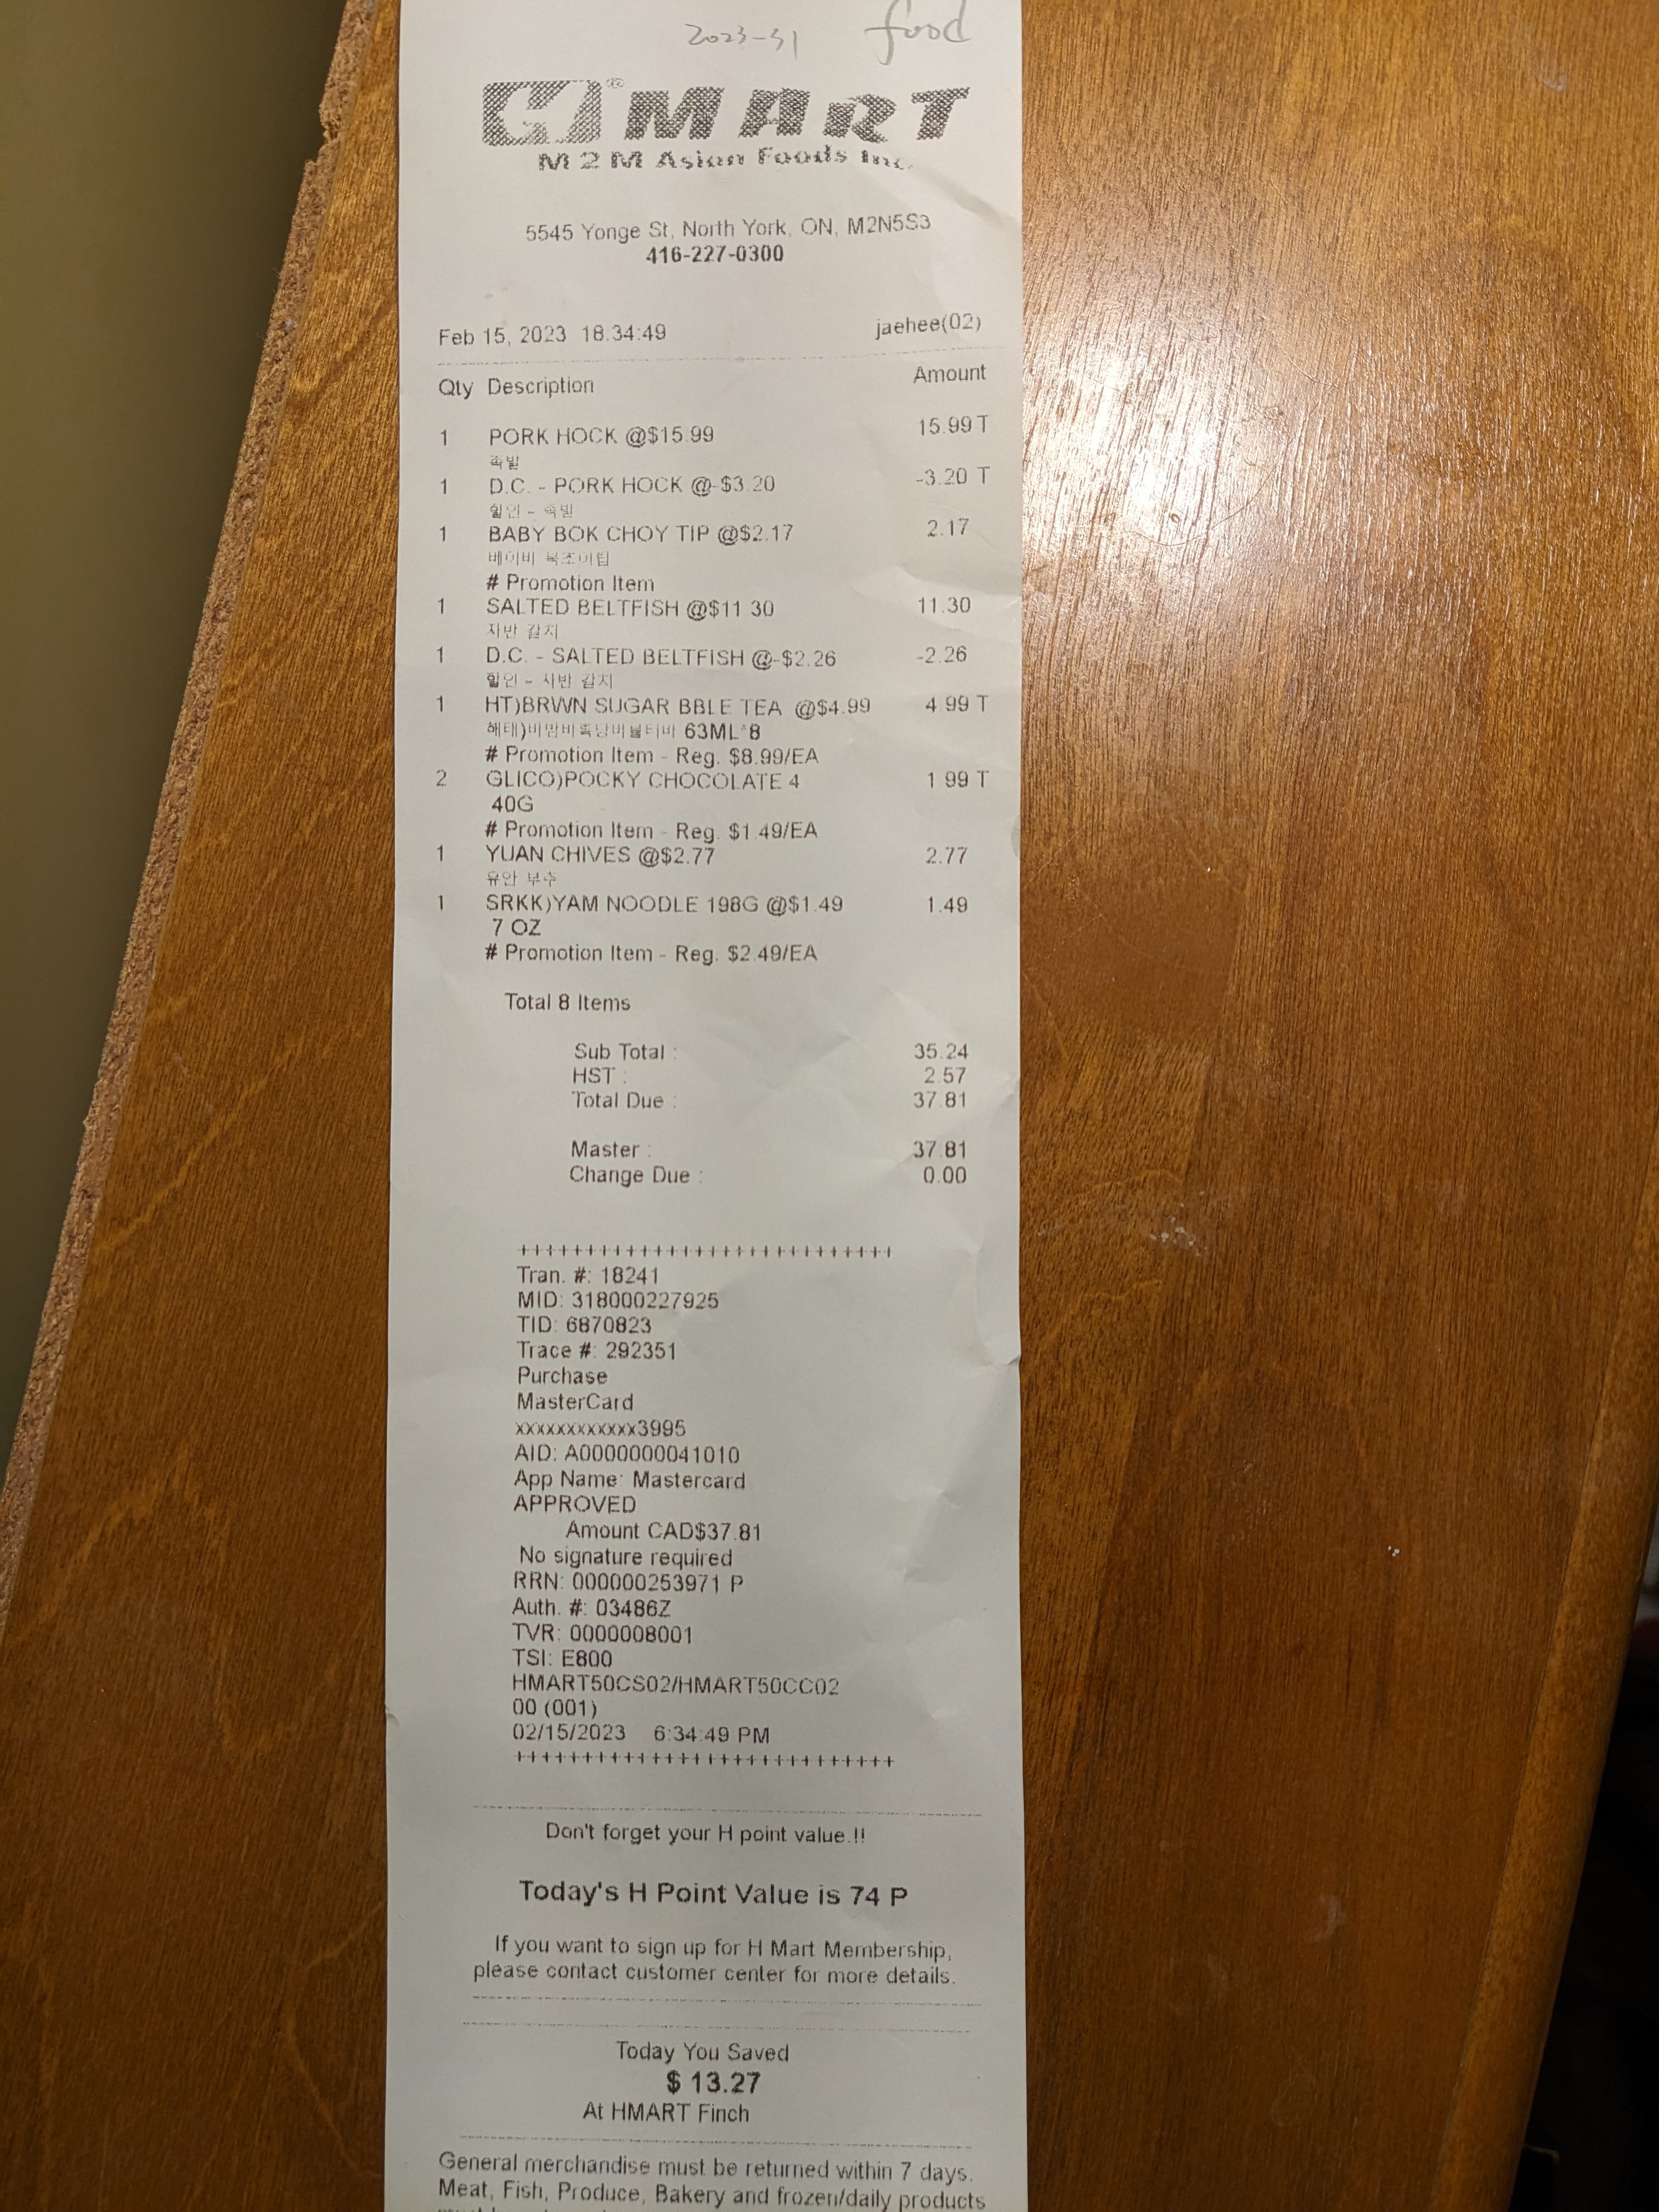 2023-31 food
H MART
M2M Asian Foods Inc.
5545 Yonge St, North York, ON, M2N5S3
416-227-0300
Feb 15, 2023 18:34:49 jaehee(02)
Qty Description Amount
1 PORK HOCK @$15.99 15.99 T
족발
1 D.C. - PORK HOCK @-$3.20 -3.20 T
할인 - 족발
1 BABY BOK CHOY TIP @$2.17 2.17
베이비 복초이팁
# Promotion Item
1 SALTED BELTFISH @$11.30 11.30
자반 갈치
1 D.C. - SALTED BELTFISH @-$2.26 -2.26
할인 - 자반 갈치
1 HT)BRWN SUGAR BBLE TEA @$4.99 4.99 T
63ML*8
# Promotion Item - Reg. $8.99/EA
2 GLICO)POCKY CHOCOLATE 4 1.99 T
40G
# Promotion Item - Reg. $1.49/EA
1 YUAN CHIVES @$2.77 2.77
유안 부추
1 SRKK)YAM NOODLE 198G @$1.49 1.49
7 OZ
# Promotion Item - Reg. $2.49/EA
Total 8 Items
Sub Total : 35.24
HST : 2.57
Total Due : 37.81
Master : 37.81
Change Due : 0.00
++++++++++++++++++++++++++++
Tran. #: 18241
MID: 318000227925
TID: 6870823
Trace #: 292351
Purchase
MasterCard
xxxxxxxxxxxx3995
AID: A0000000041010
App Name: Mastercard
APPROVED
Amount CAD$37.81
No signature required
RRN: 000000253971 P
Auth. #: 03486Z
TVR: 0000008001
TSI: E800
HMART50CS02/HMART50CC02
00 (001)
02/15/2023 6:34:49 PM
++++++++++++++++++++++++++++
Don't forget your H point value.!!
Today's H Point Value is 74 P
If you want to sign up for H Mart Membership,
please contact customer center for more details.
Today You Saved
$ 13.27
At HMART Finch
General merchandise must be returned within 7 days.
Meat, Fish, Produce, Bakery and frozen/daily products